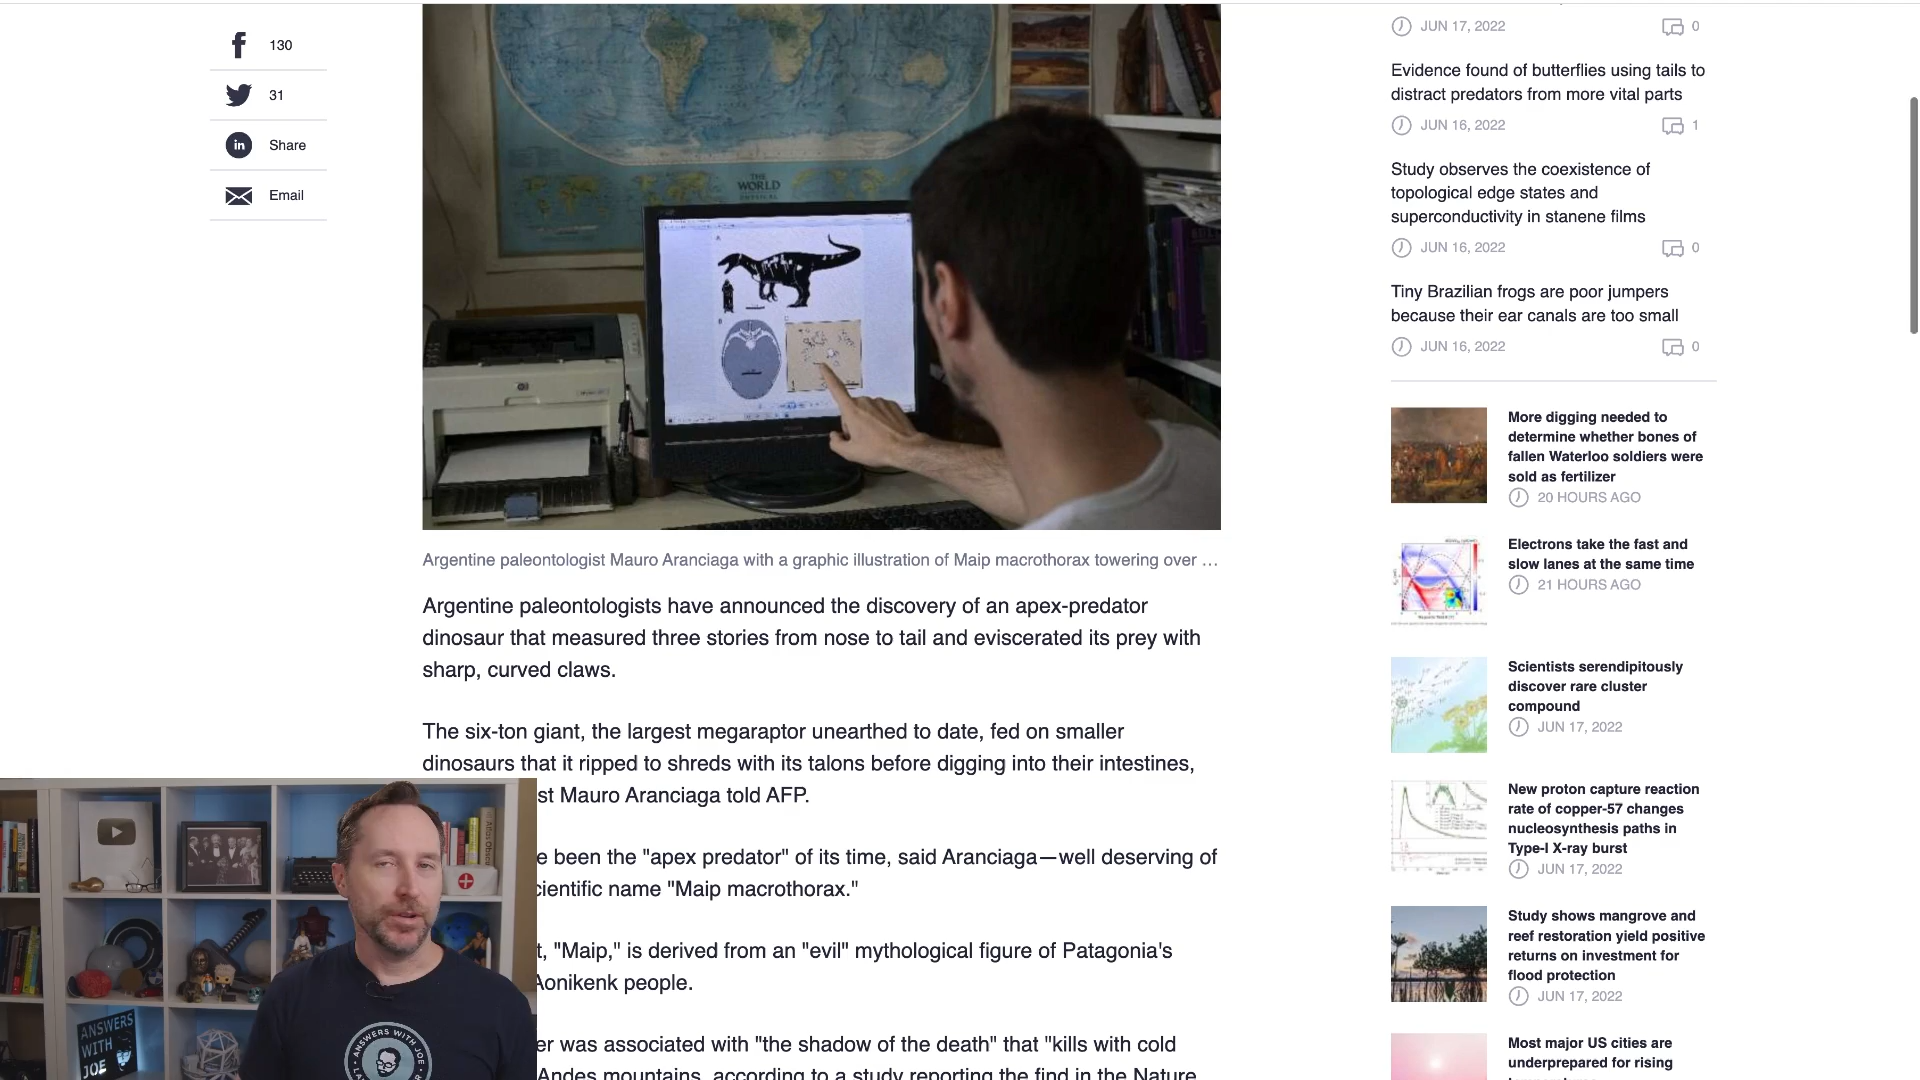 130
31
Share
Email
THE
WORLD
Argentine paleontologist Mauro Aranciaga with a graphic illustration of Maip macrothorax towering over ...
Argentine paleontologists have announced the discovery of an apex-predator
dinosaur that measured three stories from nose to tail and eviscerated its prey with
sharp, curved claws.
The six-ton giant, the largest megaraptor unearthed to date, fed on smaller
dinosaurs that it ripped to shreds with its talons before digging into their intestines,
st Mauro Aranciaga told AFP.
e been the "apex predator" of its time, said Aranciaga—well deserving of
cientific name "Maip macrothorax."
t, "Maip," is derived from an "evil" mythological figure of Patagonia's
Aonikenk people.
er was associated with "the shadow of the death" that "kills with cold
Andes mountains, according to a study reporting the find in the Nature
JUN 17, 2022
0
Evidence found of butterflies using tails to
distract predators from more vital parts
JUN 16, 2022
1
Study observes the coexistence of
topological edge states and
superconductivity in stanene films
JUN 16, 2022
0
Tiny Brazilian frogs are poor jumpers
because their ear canals are too small
JUN 16, 2022
0
More digging needed to
determine whether bones of
fallen Waterloo soldiers were
sold as fertilizer
20 HOURS AGO
Electrons take the fast and
slow lanes at the same time
21 HOURS AGO
Scientists serendipitously
discover rare cluster
compound
JUN 17, 2022
New proton capture reaction
rate of copper-57 changes
nucleosynthesis paths in
Type-I X-ray burst
JUN 17, 2022
Study shows mangrove and
reef restoration yield positive
returns on investment for
flood protection
JUN 17, 2022
Most major US cities are
underprepared for rising
ANSWERS
WITH
JOE
ANSWERS WITH JOE